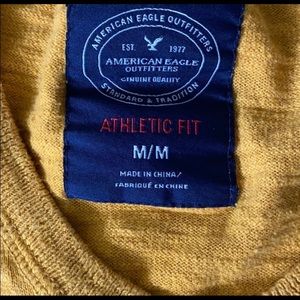 AMERICAN EAGLE OUTFITTERS
EST. 1977
AMERICAN EAGLE
OUTFITTERS
GENUINE QUALITY
STANDARD & TRADITION
ATHLETIC FIT
M/M
MADE IN CHINA/
FABRIQUÉ EN CHINE